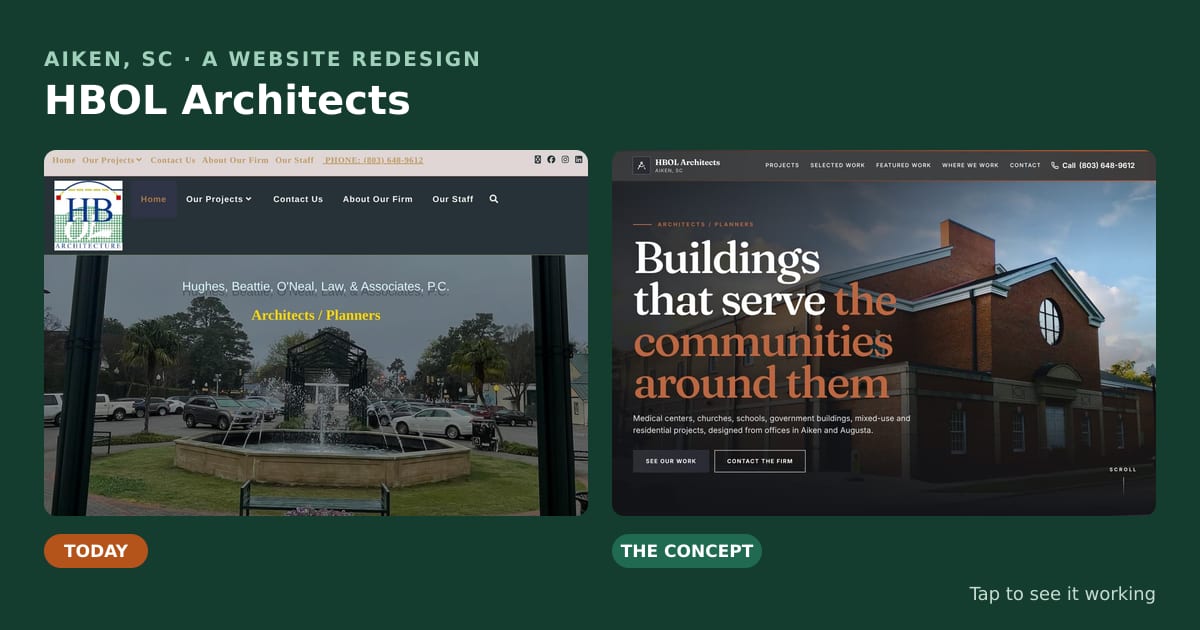 AIKEN, SC · A WEBSITE REDESIGN
HBOL Architects
Home Our Projects Contact Us About Our Firm Our Staff PHONE: (803) 648-9612
HB
OL
ARCHITECTURE
Home Our Projects Contact Us About Our Firm Our Staff
Hughes, Beattie, O'Neal, Law, & Associates, P.C.
Architects / Planners
TODAY
HBOL Architects
AIKEN, SC
PROJECTS SELECTED WORK FEATURED WORK WHERE WE WORK CONTACT Call (803) 648-9612
ARCHITECTS / PLANNERS
Buildings
that serve the
communities
around them
Medical centers, churches, schools, government buildings, mixed-use and
residential projects, designed from offices in Aiken and Augusta.
SEE OUR WORK CONTACT THE FIRM
SCROLL
THE CONCEPT
Tap to see it working